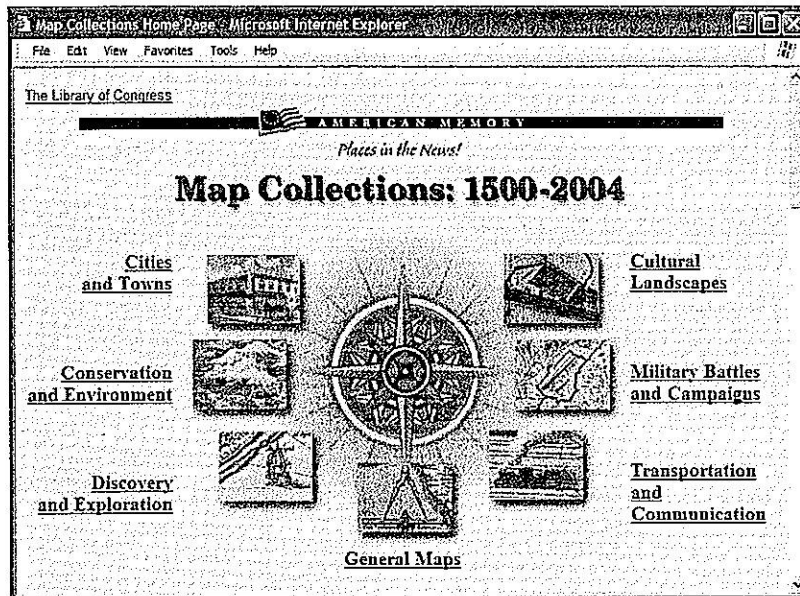 Map Collections Home Page - Microsoft Internet Explorer
File Edit View Favorites Tools Help
The Library of Congress
AMERICAN MEMORY
Places in the News!
Map Collections: 1500-2004
Cities
and Towns
Cultural
Landscapes
Conservation
and Environment
Military Battles
and Campaigns
Discovery
and Exploration
Transportation
and
Communication
General Maps